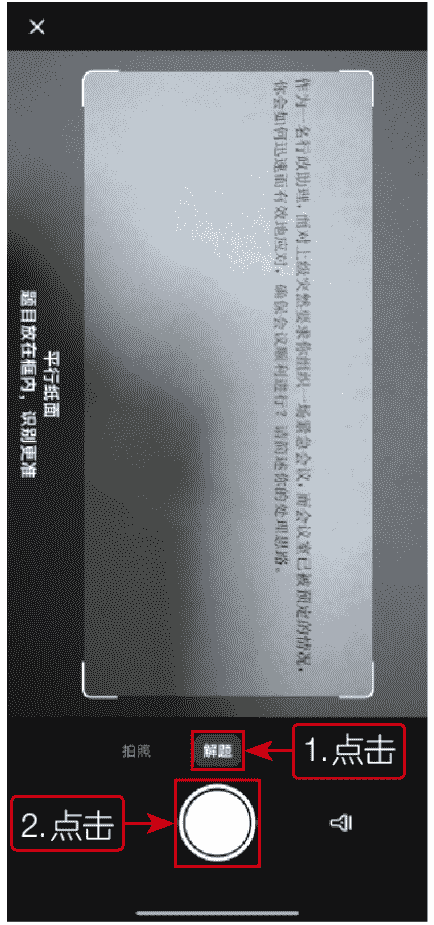 作为一名行政助理，面对上级突然要求你组织一场紧急会议，而会议室已被预定的情况，
你会如何迅速而有效地应对，确保会议顺利进行？请简述你的处理思路。
平行纸面
题目放在框内，识别更准
拍照 解题
1.点击
2.点击